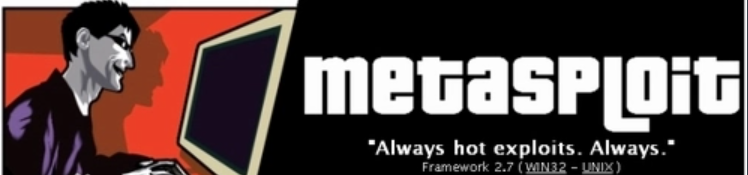 metasploit
"Always hot exploits. Always."
Framework 2.7 (WIN32 – UNIX)